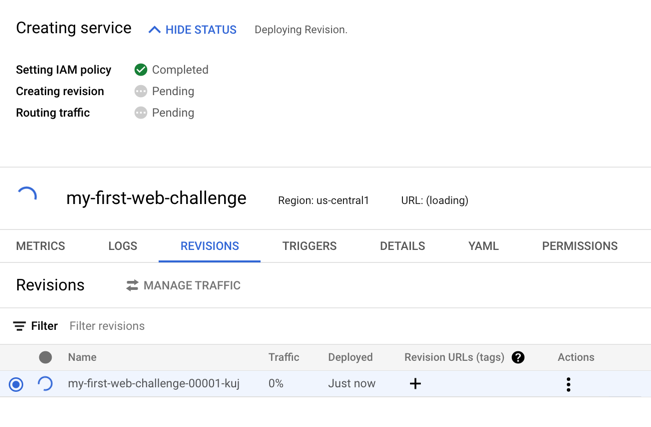 Creating service HIDE STATUS Deploying Revision.
Setting IAM policy Completed
Creating revision Pending
Routing traffic Pending
my-first-web-challenge Region: us-central1 URL: (loading)
METRICS LOGS REVISIONS TRIGGERS DETAILS YAML PERMISSIONS
Revisions MANAGE TRAFFIC
Filter Filter revisions
Name Traffic Deployed Revision URLs (tags) ? Actions
my-first-web-challenge-00001-kuj 0% Just now +